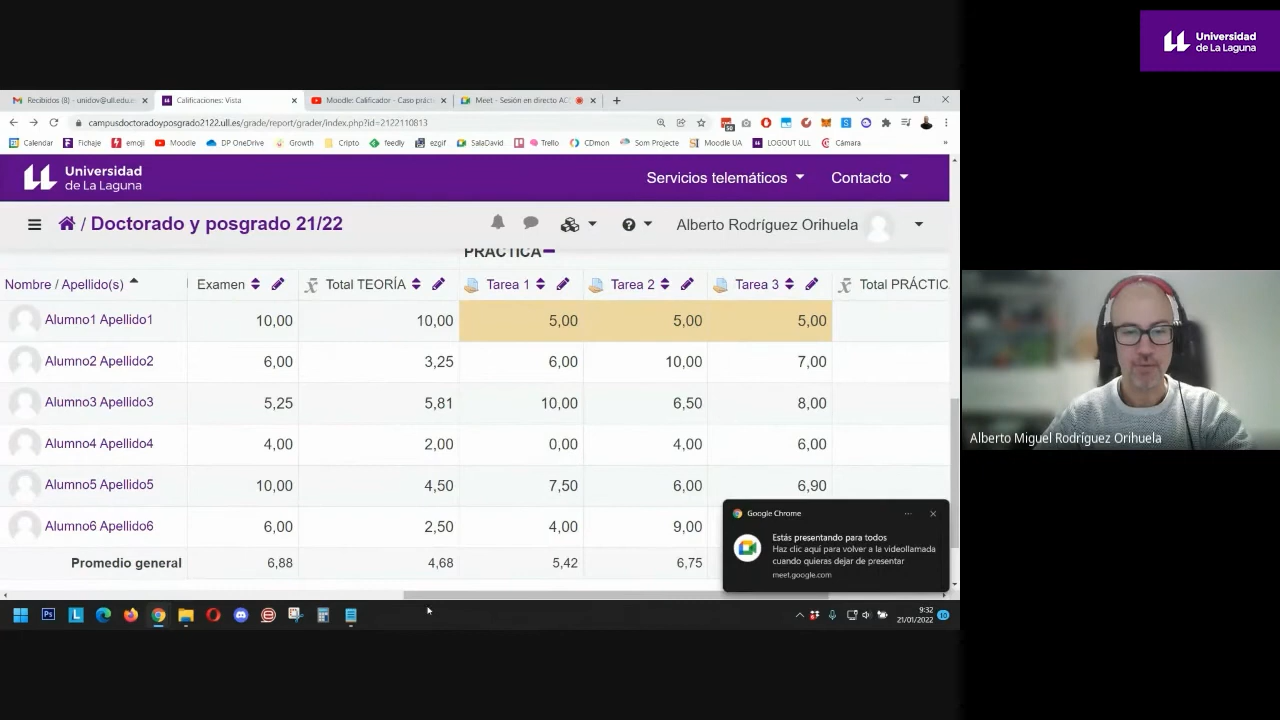 Universidad
de La Laguna
Recibidos (8) - unidov@ull.edu.e
Calificaciones: Vista
Moodle: Calificador - Caso práct
Meet - Sesión en directo AC
campusdoctoradoyposgrado2122.ull.es/grade/report/grader/index.php?id=2122110813
Calendar
Fichaje
emoji
Moodle
DP OneDrive
Growth
Cripto
feedly
ezgif
SalaDavid
Trello
CDmon
Som Projecte
Moodle UA
LOGOUT ULL
Cámara
Universidad
de La Laguna
Servicios telemáticos
Contacto
/ Doctorado y posgrado 21/22
Alberto Rodríguez Orihuela
PRÁCTICA
Nombre / Apellido(s) Examen Total TEORÍA Tarea 1 Tarea 2 Tarea 3 Total PRÁCTIC
Alumno1 Apellido1 10,00 10,00 5,00 5,00 5,00
Alumno2 Apellido2 6,00 3,25 6,00 10,00 7,00
Alumno3 Apellido3 5,25 5,81 10,00 6,50 8,00
Alumno4 Apellido4 4,00 2,00 0,00 4,00 6,00
Alumno5 Apellido5 10,00 4,50 7,50 6,00 6,90
Alumno6 Apellido6 6,00 2,50 4,00 9,00
Promedio general 6,88 4,68 5,42 6,75
Google Chrome
Estás presentando para todos
Haz clic aquí para volver a la videollamada
cuando quieras dejar de presentar
meet.google.com
9:32
21/01/2022
Alberto Miguel Rodríguez Orihuela